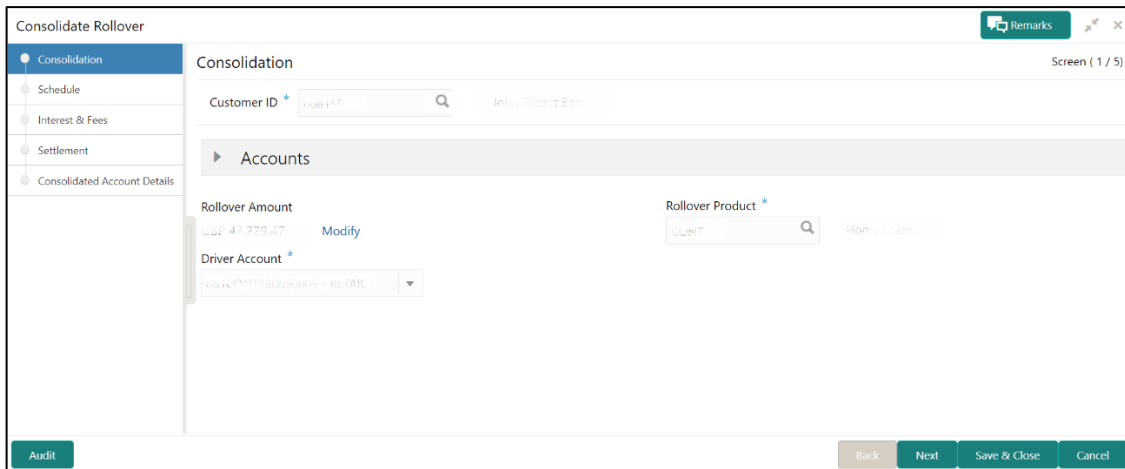 Consolidate Rollover
Remarks
Consolidation
Schedule
Interest & Fees
Settlement
Consolidated Account Details
Consolidation
Screen ( 1 / 5)
Customer ID *
Accounts
Rollover Amount
Modify
Rollover Product *
Driver Account *
Audit
Back
Next
Save & Close
Cancel